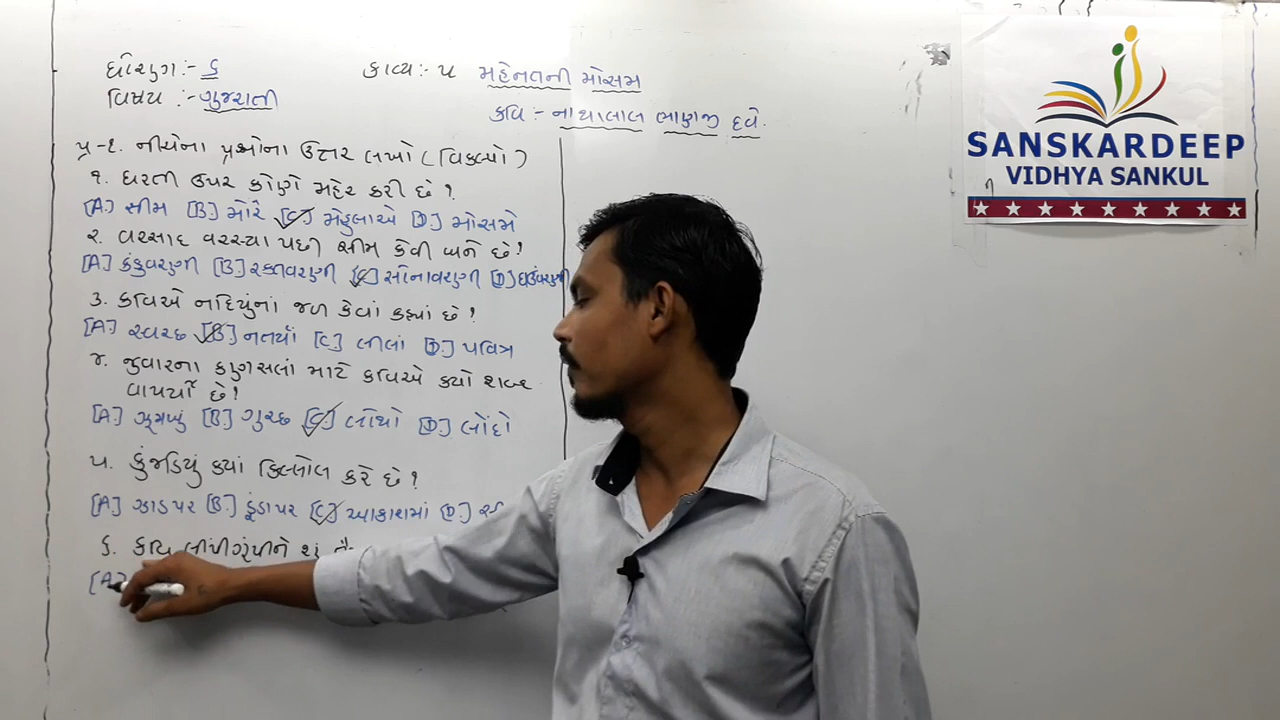 ધોરણ:- ૬
વિષય :- ગુજરાતી
કાવ્ય:- ૫ મહેનતની મોસમ
કવિ :- નાથાલાલ ભાણજી દવે.
પ્ર-૧. નીચેના પ્રશ્નોના ઉત્તર લખો (વિકલ્પો)
૧. ધરતી ઉપર કોણે મહેર કરી છે?
[A] સીમ [B] મોરે [C] મેહુલાએ [D] મોસમે
૨. વરસાદ વરસ્યા પછી સીમ કેવી બને છે?
[A] કંકુવરણી [B] રક્તવરણી [C] સોનાવરણી [D] ઘઉંવરણી
૩. કવિએ નદિયુંનાં જળ કેવાં કહ્યાં છે?
[A] સ્વચ્છ [B] નીતર્યાં [C] લીલાં [D] પવિત્ર
૪. જુવારના કણસલાં માટે કવિએ ક્યો શબ્દ
વાપર્યો છે?
[A] ઝૂમખું [B] ગુચ્છ [C] લોથો [D] લોંદો
૫. કુંજડિયું ક્યાં કિલ્લોલ કરે છે?
[A] ઝાડ પર [B.] ડૂંડા પર [C] આકાશમાં [D.]
૬. કવિ લીંપીગૂંપીને શું
[A]
SANSKARDEEP
VIDHYA SANKUL